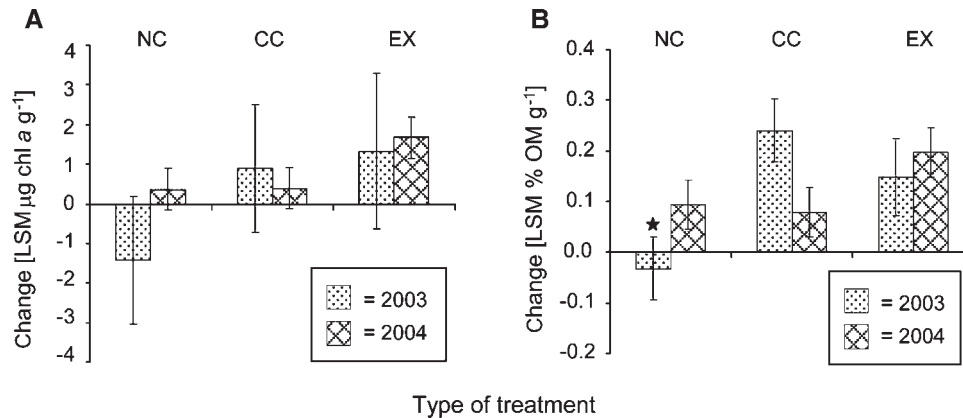 A
NC CC EX
Change [LSM µg chl a g⁻¹]
4
3
2
1
0
-1
-2
-3
-4
= 2003
= 2004
B
NC CC EX
Change [LSM % OM g⁻¹]
0.4
0.3
0.2
0.1
0.0
-0.1
-0.2
= 2003
= 2004
Type of treatment